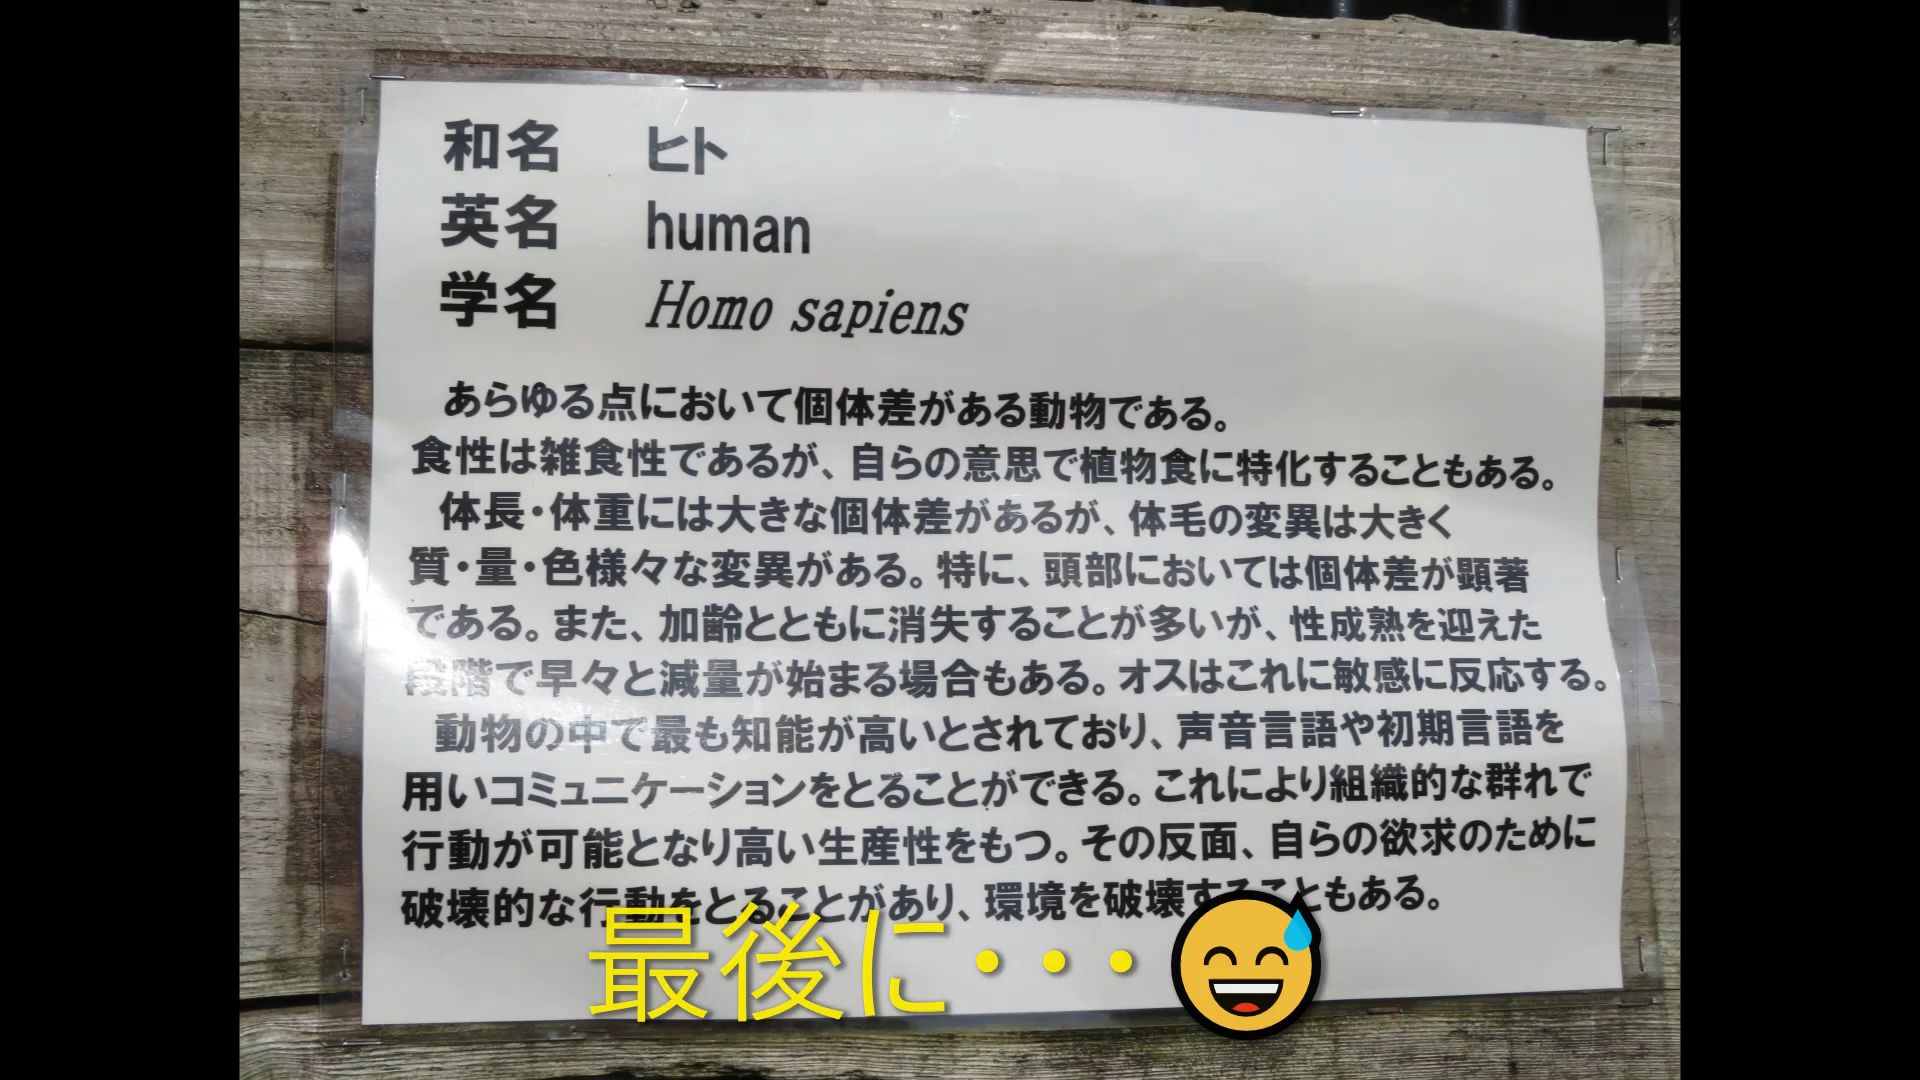 和名 ヒト
英名 human
学名 Homo sapiens
あらゆる点において個体差がある動物である。
食性は雑食性であるが、自らの意思で植物食に特化することもある。
体長・体重には大きな個体差があるが、体毛の変異は大きく
質・量・色様々な変異がある。特に、頭部においては個体差が顕著
である。また、加齢とともに消失することが多いが、性成熟を迎えた
段階で早々と減量が始まる場合もある。オスはこれに敏感に反応する。
動物の中で最も知能が高いとされており、声音言語や初期言語を
用いコミュニケーションをとることができる。これにより組織的な群れで
行動が可能となり高い生産性をもつ。その反面、自らの欲求のために
破壊的な行動をとることがあり、環境を破壊することもある。
最後に・・・